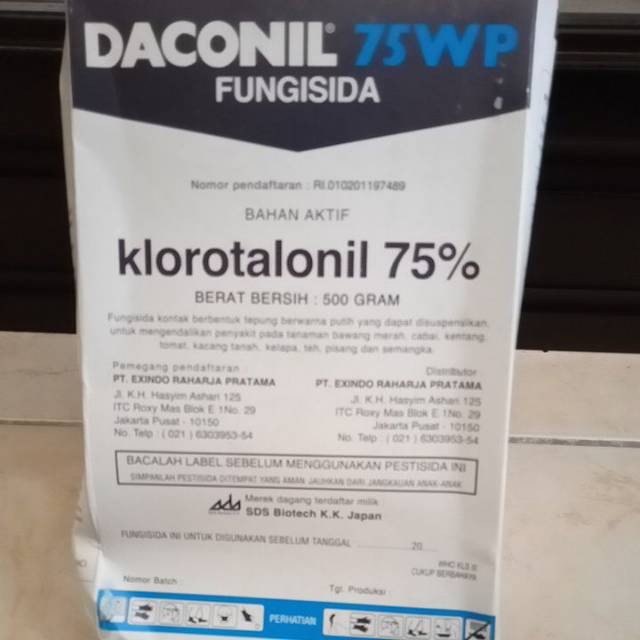 DACONIL® 75WP
FUNGISIDA
Nomor pendaftaran : RI.010201197489
BAHAN AKTIF
klorotalonil 75%
BERAT BERSIH : 500 GRAM
Fungisida kontak berbentuk tepung berwarna putih yang dapat disuspensikan,
untuk mengendalikan penyakit pada tanaman bawang merah, cabai, kentang,
tomat, kacang tanah, kelapa, teh, pisang dan semangka.
Pemegang pendaftaran
PT. EXINDO RAHARJA PRATAMA
Jl. K.H. Hasyim Ashari 125
ITC Roxy Mas Blok E 1No. 29
Jakarta Pusat - 10150
No. Telp : ( 021 ) 6303953-54
Distributor
PT. EXINDO RAHARJA PRATAMA
Jl. K.H. Hasyim Ashari 125
ITC Roxy Mas Blok E 1No. 29
Jakarta Pusat - 10150
No. Telp : ( 021 ) 6303953-54
BACALAH LABEL SEBELUM MENGGUNAKAN PESTISIDA INI
SIMPANLAH PESTISIDA DITEMPAT YANG AMAN JAUHKAN DARI JANGKAUAN ANAK-ANAK
Merek dagang terdaftar milik
SDS Biotech K.K. Japan
FUNGISIDA INI UNTUK DIGUNAKAN SEBELUM TANGGAL ....................20
WHO KLS III
CUKUP BERBAHAYA
Nomor Batch :
Tgl. Produksi :
PERHATIAN